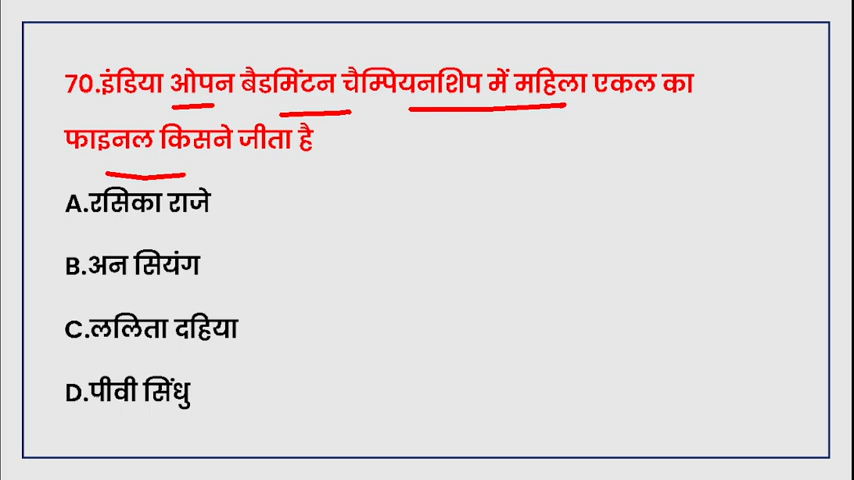 70.इंडिया ओपन बैडमिंटन चैम्पियनशिप में महिला एकल का
फाइनल किसने जीता है
A.रसिका राजे
B.अन सियंग
C.ललिता दहिया
D.पीवी सिंधु